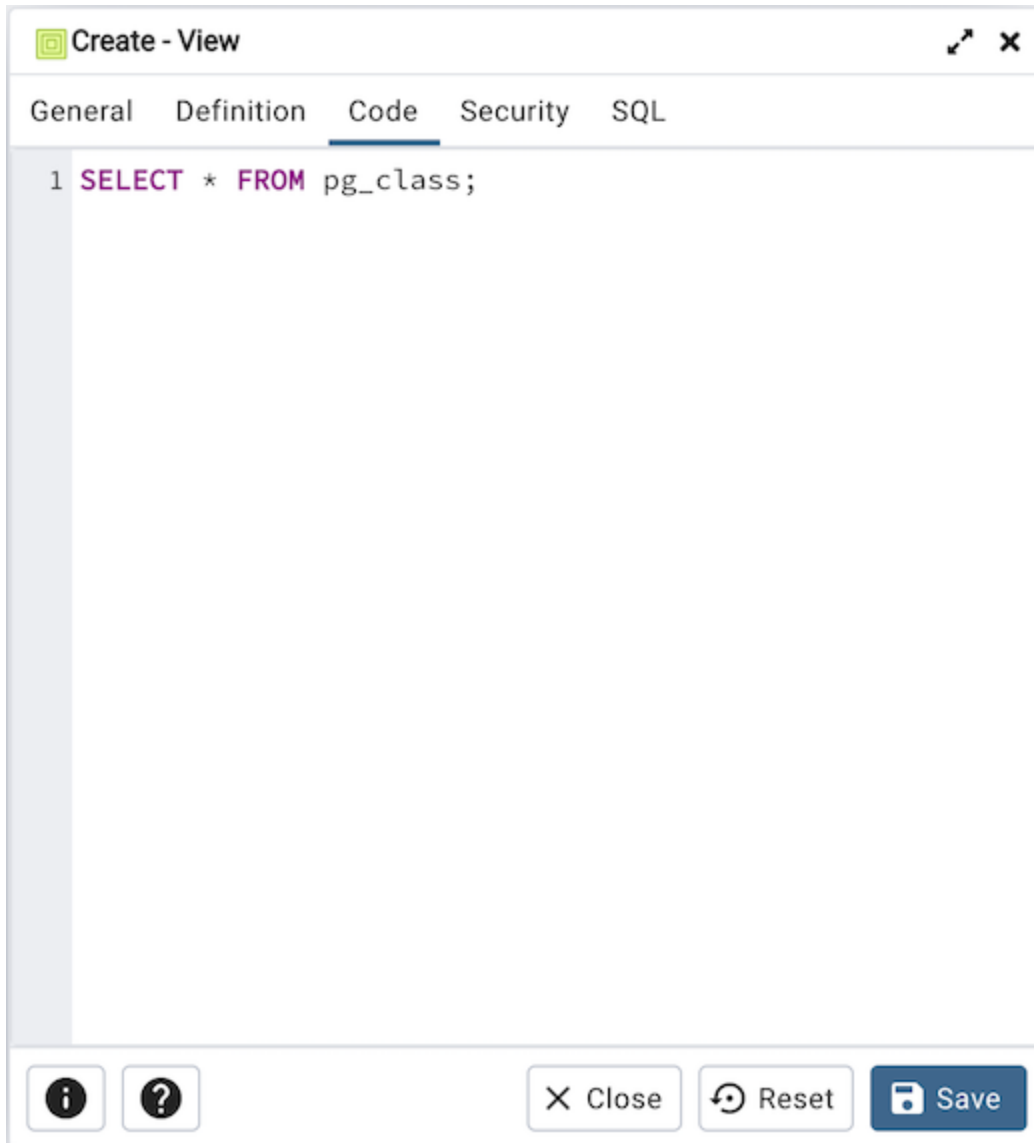 Create - View
General Definition Code Security SQL
1 SELECT * FROM pg_class;
Close Reset Save